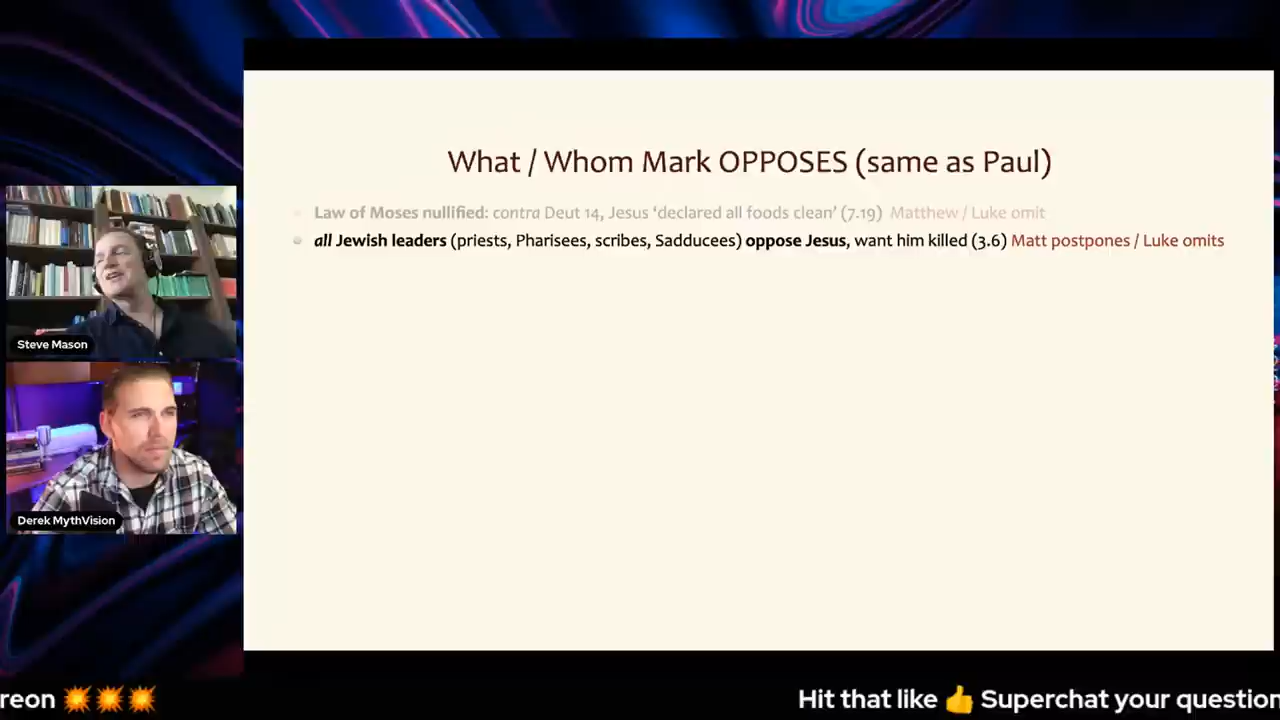 What / Whom Mark OPPOSES (same as Paul)
Law of Moses nullified: contra Deut 14, Jesus ‘declared all foods clean’ (7.19) Matthew / Luke omit
all Jewish leaders (priests, Pharisees, scribes, Sadducees) oppose Jesus, want him killed (3.6) Matt postpones / Luke omits
Steve Mason
Derek MythVision
reon 💥💥💥 Hit that like 👍 Superchat your question